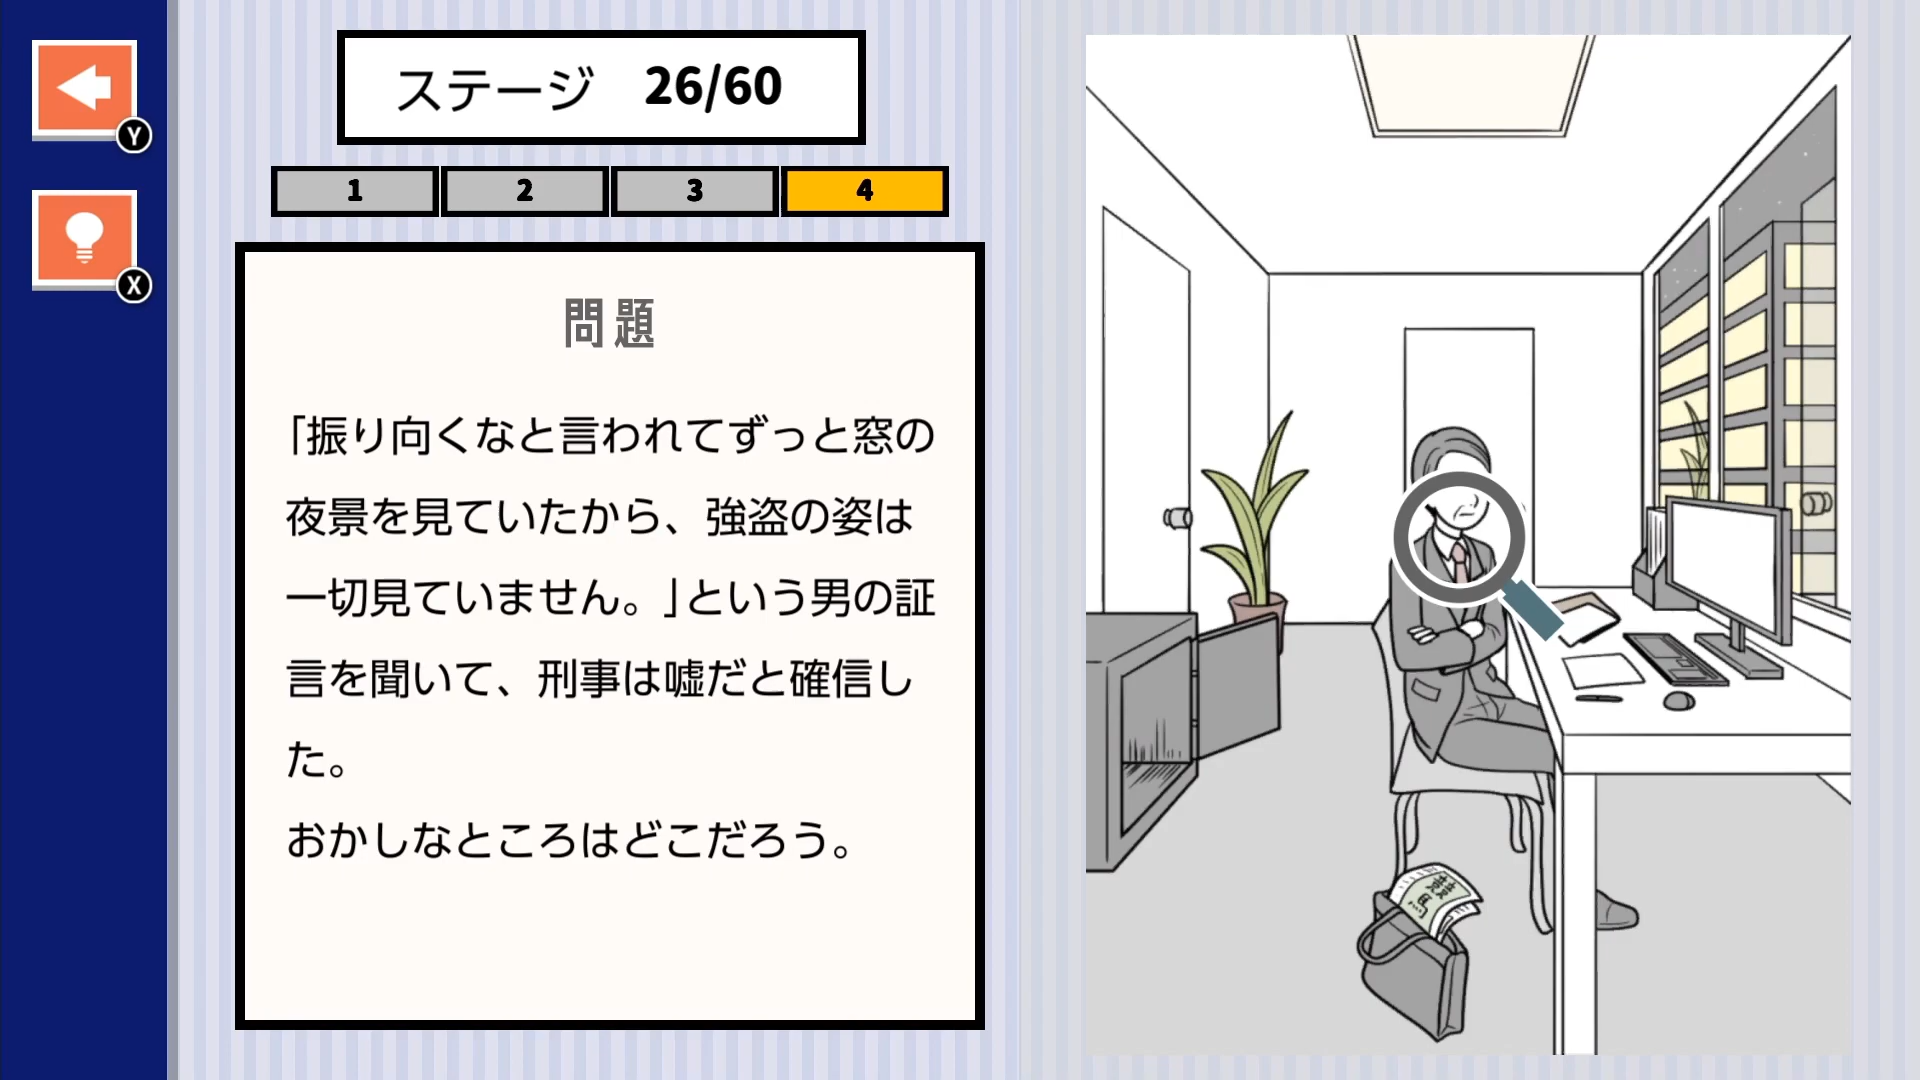 ステージ 26/60
Y
1 2 3 4
X
問題
「振り向くなと言われてずっと窓の
夜景を見ていたから、強盗の姿は
一切見ていません。」という男の証
言を聞いて、刑事は嘘だと確信し
た。
おかしなところはどこだろう。
競馬